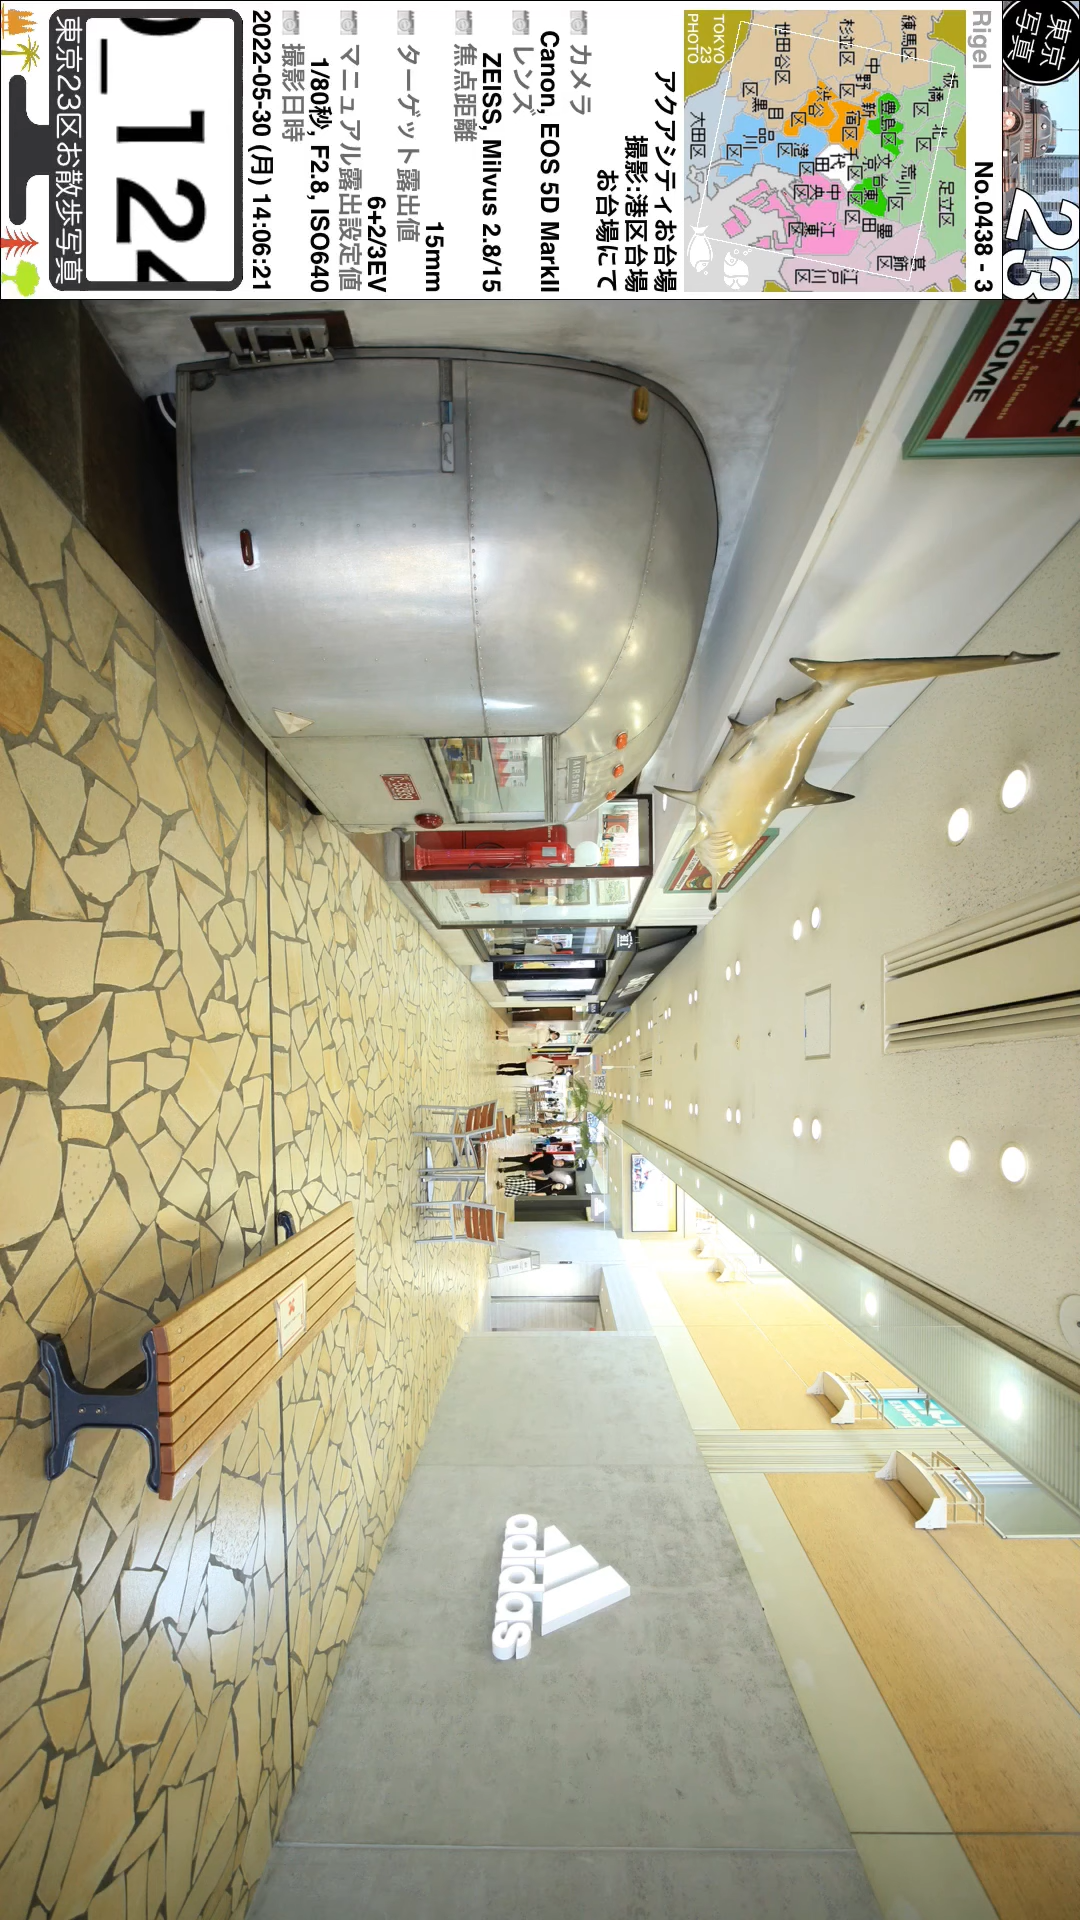 東京
写真
23
No.0438 - 3
Rigel
練馬区
板橋区
北区
足立区
杉並区
中野区
豊島区
荒川区
葛飾区
世田谷区
渋谷区
新宿区
文京区
台東区
墨田区
目黒区
港区
千代田区
中央区
江東区
江戸川区
品川区
大田区
TOKYO
23
PHOTO
アクアシティお台場
撮影:港区台場
お台場にて
カメラ
Canon, EOS 5D MarkII
レンズ
ZEISS, Milvus 2.8/15
焦点距離
15mm
ターゲット露出値
6+2/3EV
マニュアル露出設定値
1/80秒, F2.8, ISO640
撮影日時
2022-05-30 (月) 14:06:21
124
東京23区お散歩写真
HOME
San Clemente
La Jolla
adidas